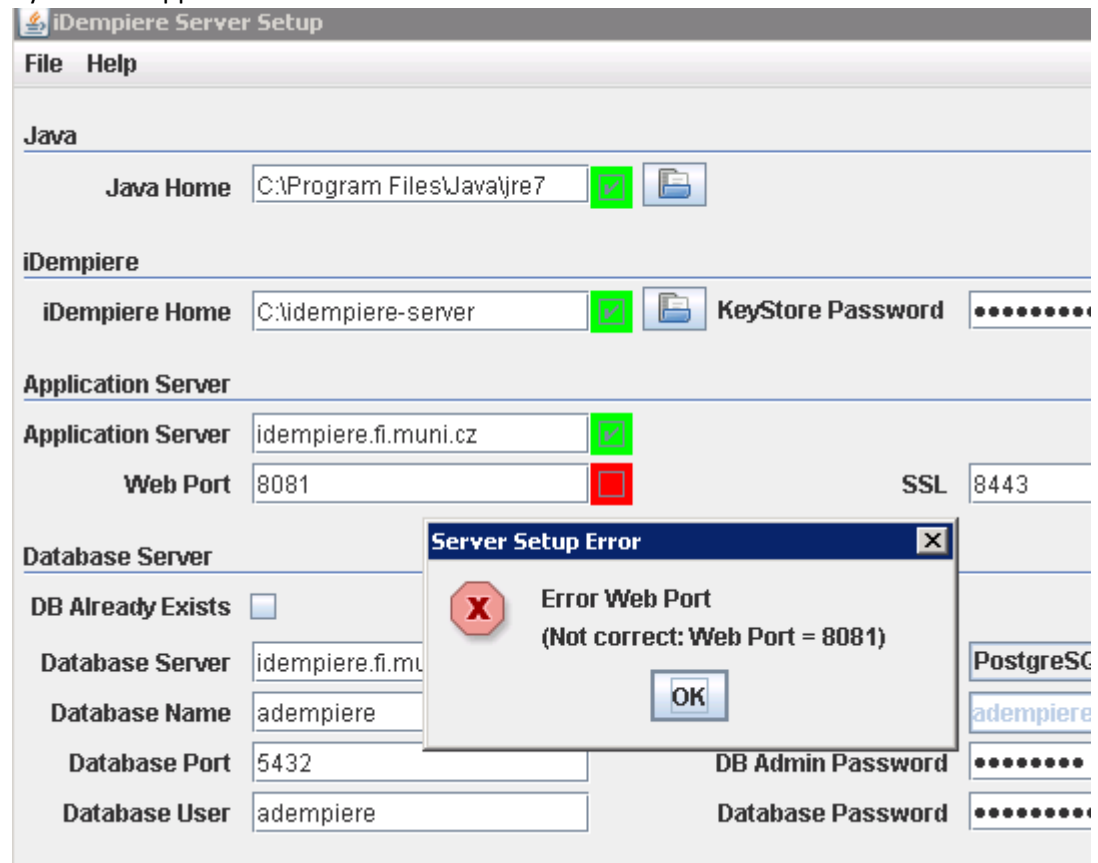 iDempiere Server Setup
File Help
Java
Java Home C:\Program Files\Java\jre7
iDempiere
iDempiere Home C:\idempiere-server KeyStore Password
Application Server
Application Server idempiere.fi.muni.cz
Web Port 8081 SSL 8443
Server Setup Error
Database Server
Error Web Port
DB Already Exists
(Not correct: Web Port = 8081)
Database Server idempiere.fi.mu PostgreSQ
OK
Database Name adempiere adempiere
Database Port 5432 DB Admin Password
Database User adempiere Database Password